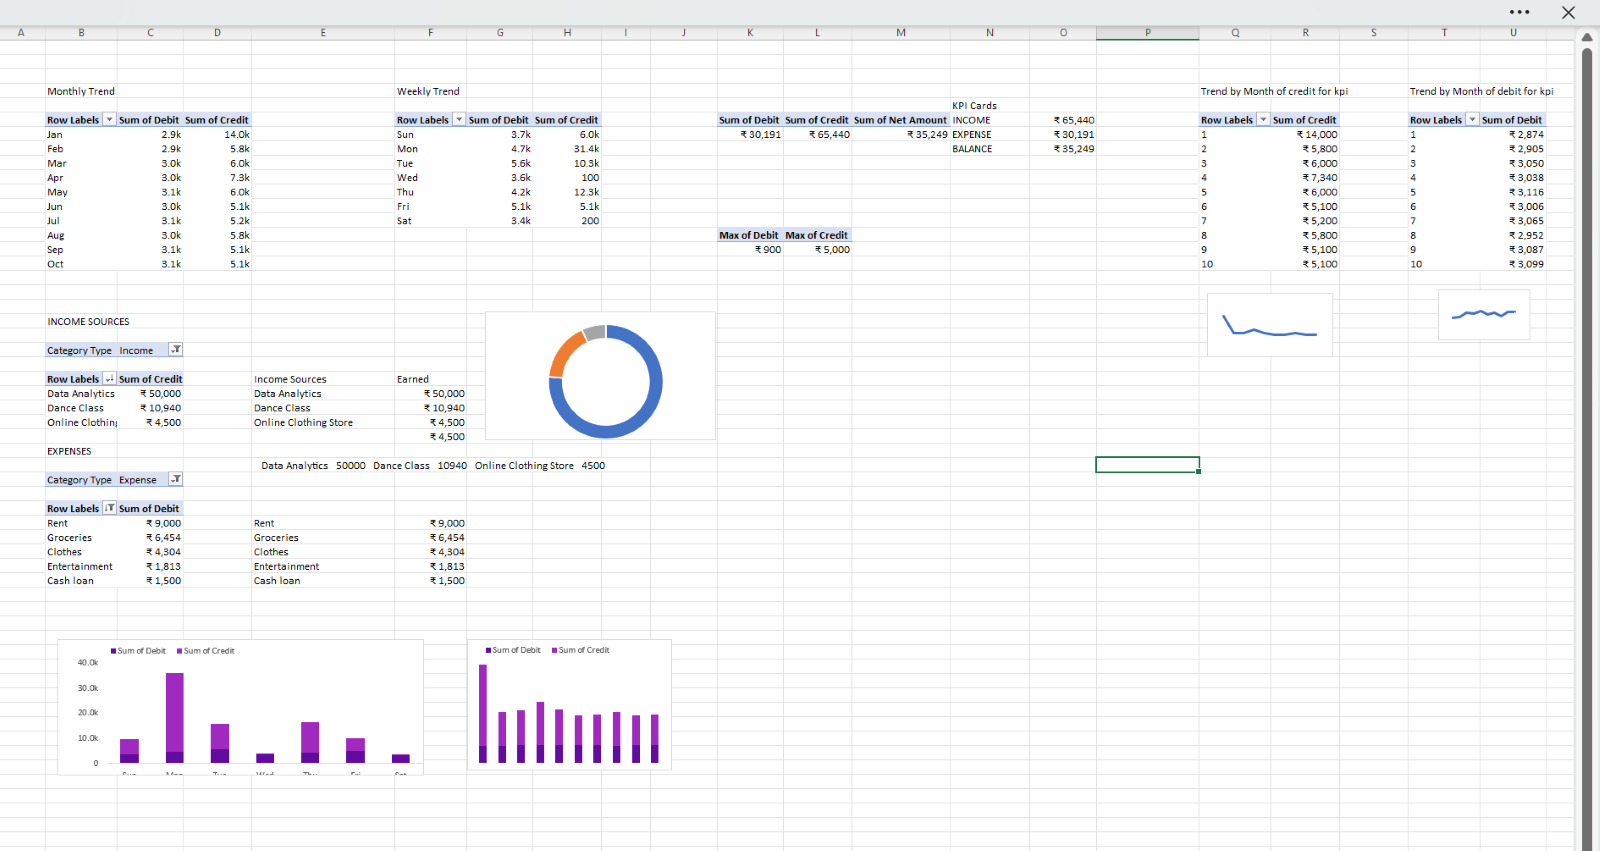 A B C D E F G H I J K L M N O P Q R S T U
Monthly Trend Weekly Trend Trend by Month of credit for kpi Trend by Month of debit for kpi
KPI Cards
Row Labels Sum of Debit Sum of Credit Row Labels Sum of Debit Sum of Credit Sum of Debit Sum of Credit Sum of Net Amount INCOME ₹ 65,440 Row Labels Sum of Credit Row Labels Sum of Debit
Jan 2.9k 14.0k Sun 3.7k 6.0k ₹ 30,191 ₹ 65,440 ₹ 35,249 EXPENSE ₹ 30,191 1 ₹ 14,000 1 ₹ 2,874
Feb 2.9k 5.8k Mon 4.7k 31.4k BALANCE ₹ 35,249 2 ₹ 5,800 2 ₹ 2,905
Mar 3.0k 6.0k Tue 5.6k 10.3k 3 ₹ 6,000 3 ₹ 3,050
Apr 3.0k 7.3k Wed 3.6k 100 4 ₹ 7,340 4 ₹ 3,038
May 3.1k 6.0k Thu 4.2k 12.3k 5 ₹ 6,000 5 ₹ 3,116
Jun 3.0k 5.1k Fri 5.1k 5.1k 6 ₹ 5,100 6 ₹ 3,006
Jul 3.1k 5.2k Sat 3.4k 200 7 ₹ 5,200 7 ₹ 3,065
Aug 3.0k 5.8k Max of Debit Max of Credit 8 ₹ 5,800 8 ₹ 2,952
Sep 3.1k 5.1k ₹ 900 ₹ 5,000 9 ₹ 5,100 9 ₹ 3,087
Oct 3.1k 5.1k 10 ₹ 5,100 10 ₹ 3,099
INCOME SOURCES
Category Type Income
Row Labels Sum of Credit Income Sources Earned
Data Analytics ₹ 50,000 Data Analytics ₹ 50,000
Dance Class ₹ 10,940 Dance Class ₹ 10,940
Online Clothing ₹ 4,500 Online Clothing Store ₹ 4,500
₹ 4,500
EXPENSES
Data Analytics 50000 Dance Class 10940 Online Clothing Store 4500
Category Type Expense
Row Labels Sum of Debit
Rent ₹ 9,000 Rent ₹ 9,000
Groceries ₹ 6,454 Groceries ₹ 6,454
Clothes ₹ 4,304 Clothes ₹ 4,304
Entertainment ₹ 1,813 Entertainment ₹ 1,813
Cash loan ₹ 1,500 Cash loan ₹ 1,500
Sum of Debit Sum of Credit Sum of Debit Sum of Credit
40.0k
30.0k
20.0k
10.0k
0